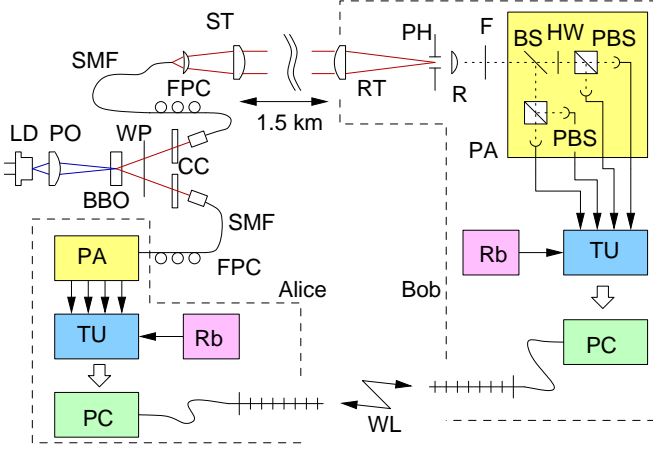 ST
PH
F
SMF
BS
HW
PBS
FPC
RT
R
1.5 km
LD
PO
WP
CC
PBS
PA
BBO
SMF
PA
FPC
Rb
TU
Alice
Bob
TU
Rb
PC
PC
WL